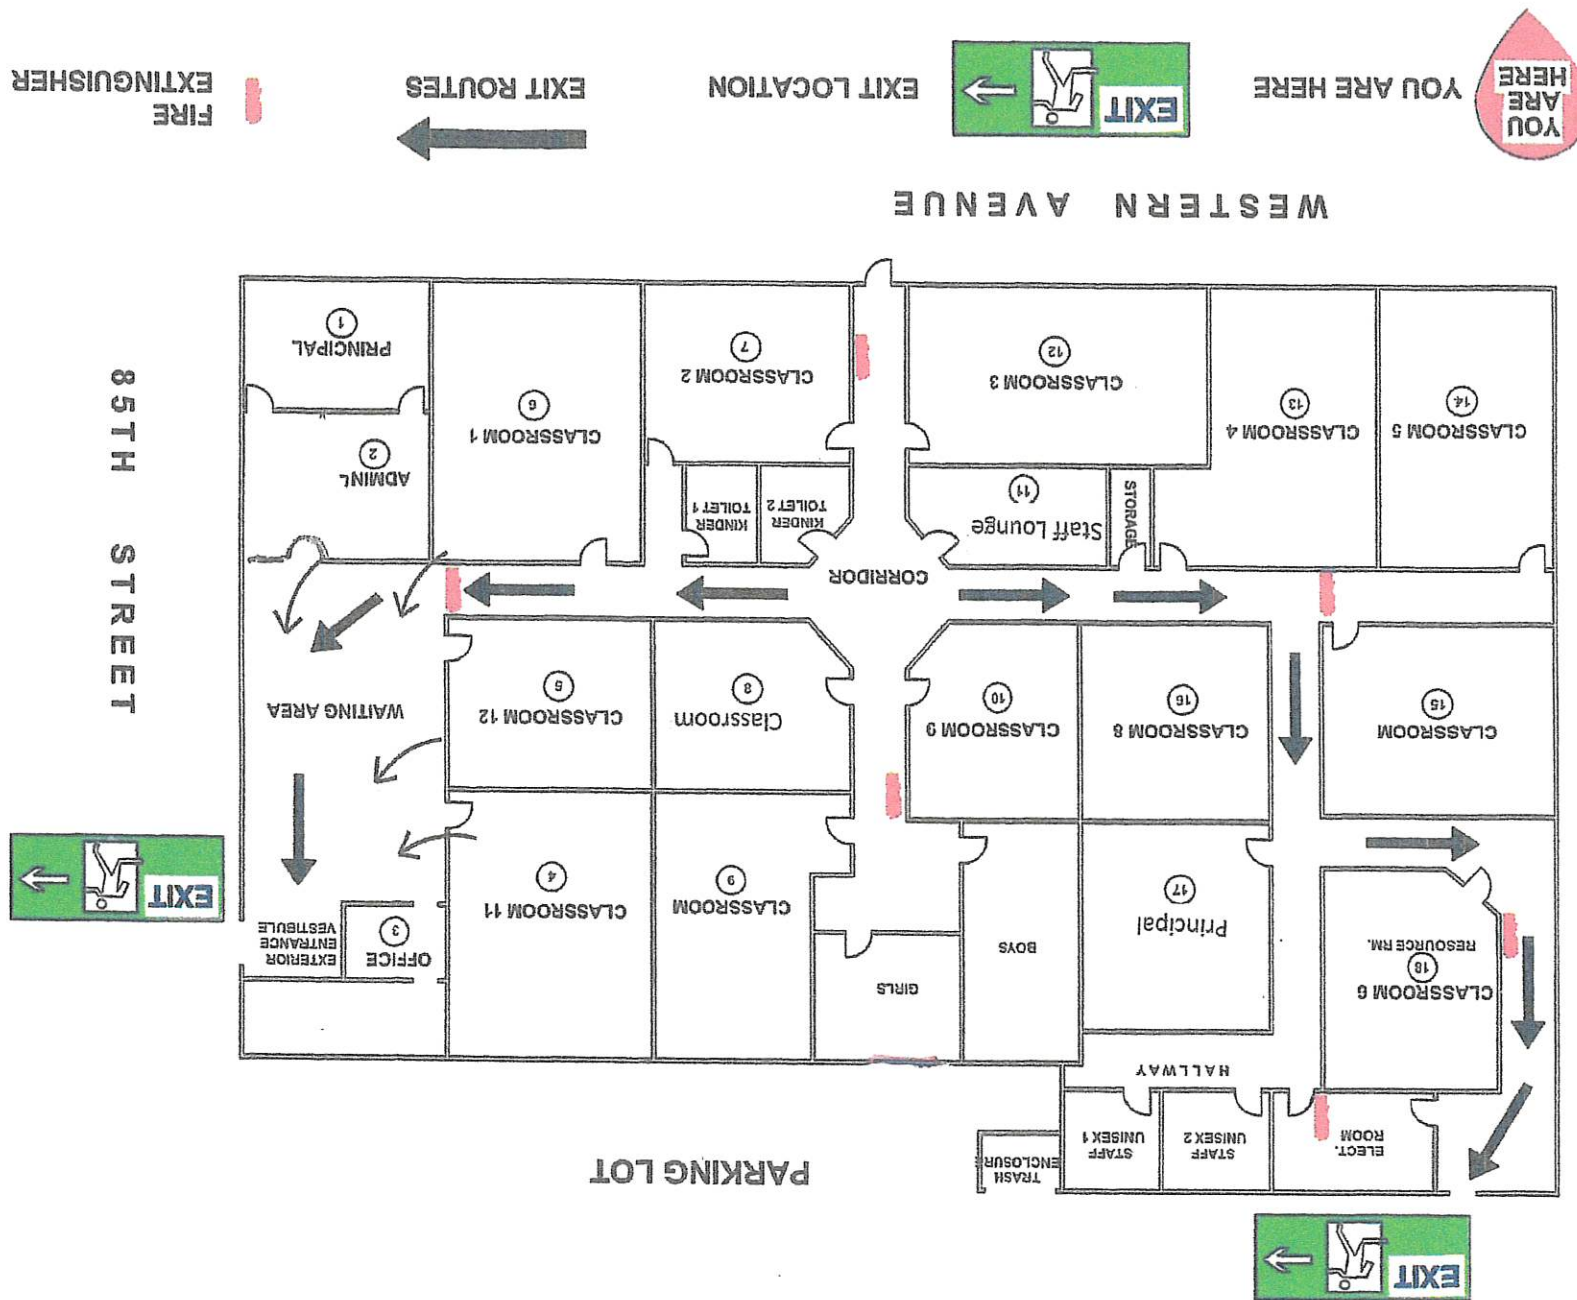 EXIT
ELECT.
ROOM
STAFF
UNISEX 2
STAFF
UNISEX 1
TRASH
ENCLOSURE
PARKING LOT
HALLWAY
CLASSROOM 6
18
RESOURCE RM.
Principal
17
BOYS
GIRLS
CLASSROOM
9
CLASSROOM 11
4
OFFICE
3
EXTERIOR
ENTRANCE
VESTIBULE
EXIT
CLASSROOM
15
CLASSROOM 8
16
CLASSROOM 9
10
Classroom
8
CLASSROOM 12
5
WAITING AREA
CORRIDOR
CLASSROOM 5
14
CLASSROOM 4
13
STORAGE
Staff Lounge
(11)
CLASSROOM 3
12
KINDER
TOILET 2
KINDER
TOILET 1
CLASSROOM 2
7
CLASSROOM 1
6
ADMIN'L
2
PRINCIPAL
1
85TH STREET
WESTERN AVENUE
YOU
ARE
HERE
YOU ARE HERE
EXIT
EXIT LOCATION
EXIT ROUTES
FIRE
EXTINGUISHER